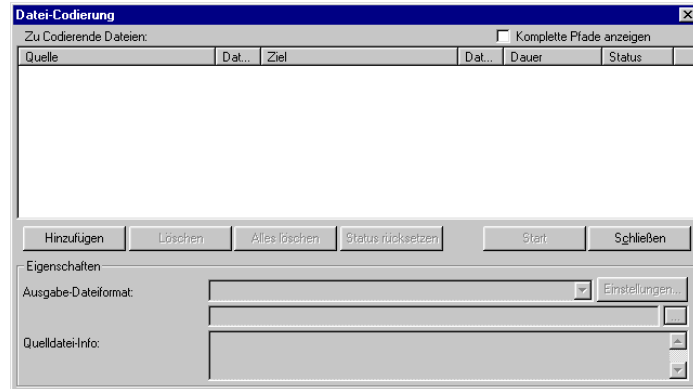 Datei-Codierung
Zu Codierende Dateien: Komplette Pfade anzeigen
Quelle Dat... Ziel Dat... Dauer Status
Hinzufügen Löschen Alles löschen Status rücksetzen Start Schließen
Eigenschaften
Ausgabe-Dateiformat: Einstellungen...
...
Quelldatei-Info: